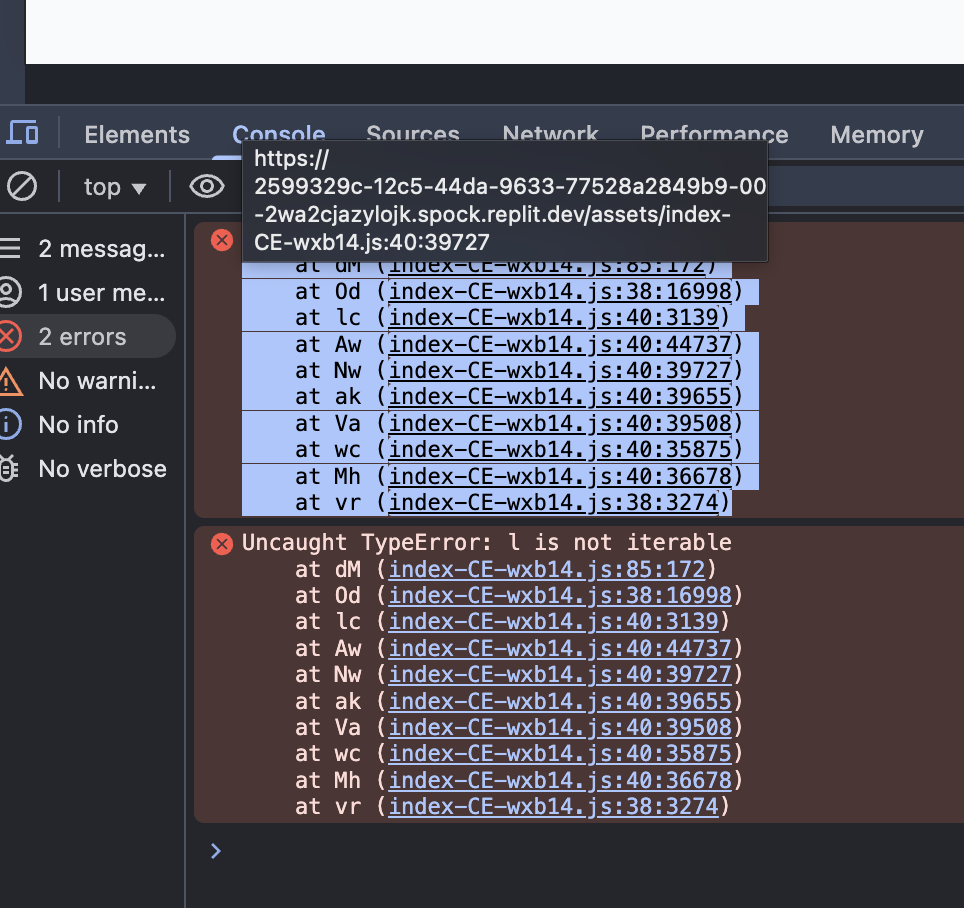 Elements Console Sources Network Performance Memory
top ▼
https://
2599329c-12c5-44da-9633-77528a2849b9-00
-2wa2cjazylojk.spock.replit.dev/assets/index-
CE-wxb14.js:40:39727
2 messag...
1 user me...
2 errors
No warni...
No info
No verbose
at dM (index-CE-wxb14.js:85:172)
at Od (index-CE-wxb14.js:38:16998)
at lc (index-CE-wxb14.js:40:3139)
at Aw (index-CE-wxb14.js:40:44737)
at Nw (index-CE-wxb14.js:40:39727)
at ak (index-CE-wxb14.js:40:39655)
at Va (index-CE-wxb14.js:40:39508)
at wc (index-CE-wxb14.js:40:35875)
at Mh (index-CE-wxb14.js:40:36678)
at vr (index-CE-wxb14.js:38:3274)
Uncaught TypeError: l is not iterable
at dM (index-CE-wxb14.js:85:172)
at Od (index-CE-wxb14.js:38:16998)
at lc (index-CE-wxb14.js:40:3139)
at Aw (index-CE-wxb14.js:40:44737)
at Nw (index-CE-wxb14.js:40:39727)
at ak (index-CE-wxb14.js:40:39655)
at Va (index-CE-wxb14.js:40:39508)
at wc (index-CE-wxb14.js:40:35875)
at Mh (index-CE-wxb14.js:40:36678)
at vr (index-CE-wxb14.js:38:3274)